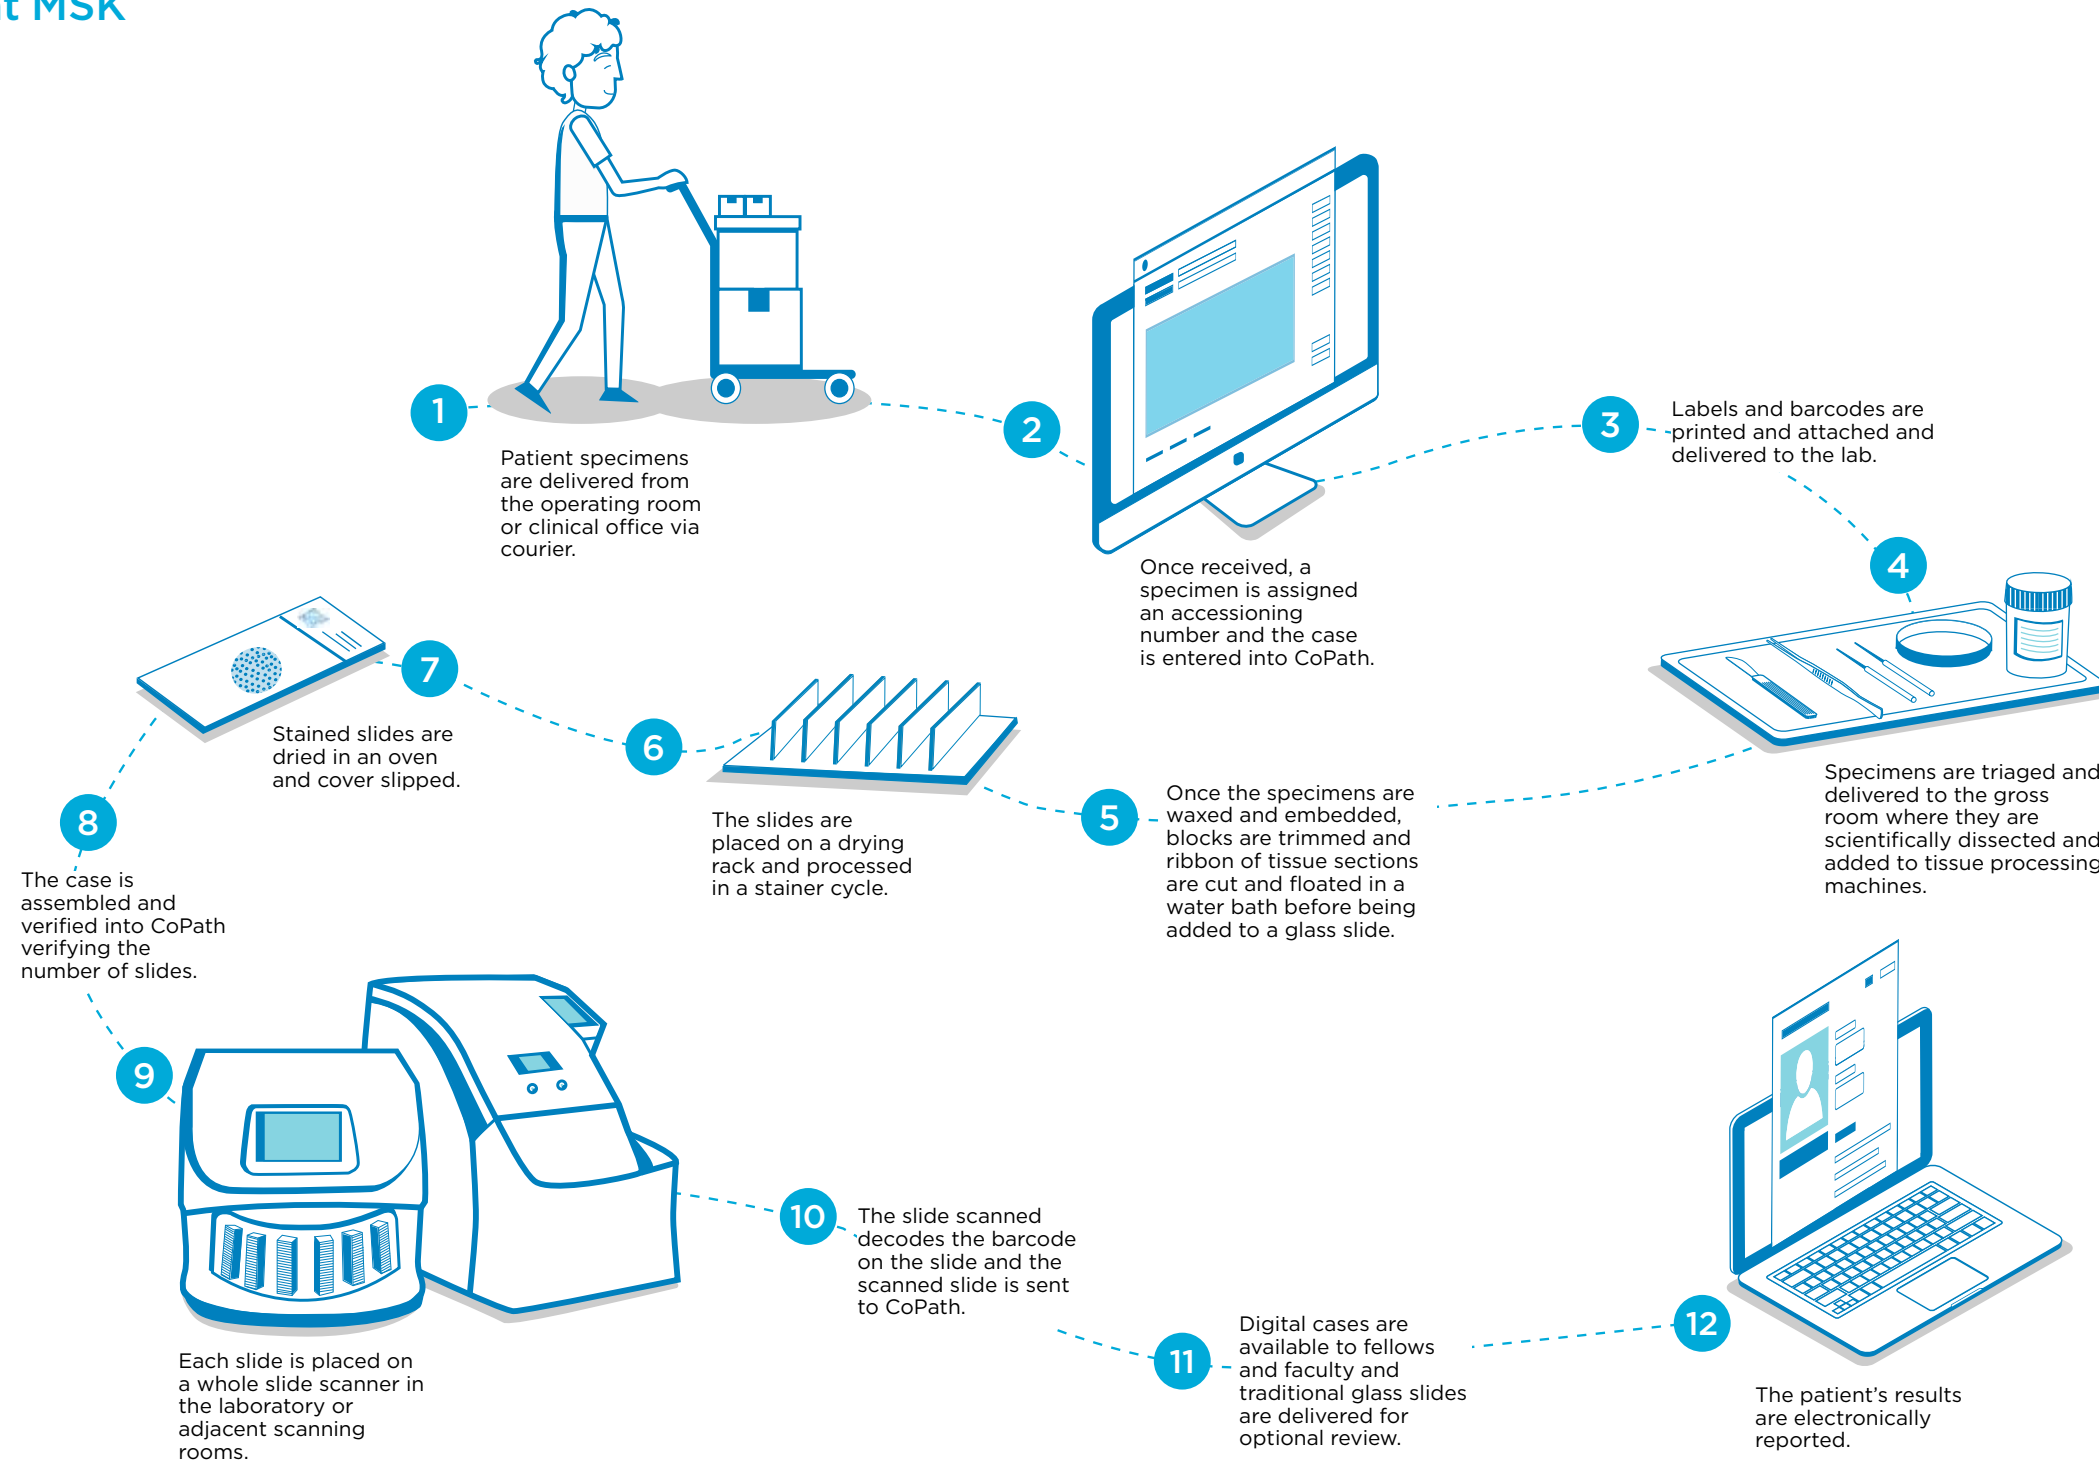 at MSK
1
Patient specimens
are delivered from
the operating room
or clinical office via
courier.
2
Once received, a
specimen is assigned
an accessioning
number and the case
is entered into CoPath.
3
Labels and barcodes are
printed and attached and
delivered to the lab.
4
Specimens are triaged and
delivered to the gross
room where they are
scientifically dissected and
added to tissue processing
machines.
5
Once the specimens are
waxed and embedded,
blocks are trimmed and
ribbon of tissue sections
are cut and floated in a
water bath before being
added to a glass slide.
6
The slides are
placed on a drying
rack and processed
in a stainer cycle.
7
Stained slides are
dried in an oven
and cover slipped.
8
The case is
assembled and
verified into CoPath
verifying the
number of slides.
9
Each slide is placed on
a whole slide scanner in
the laboratory or
adjacent scanning
rooms.
10
The slide scanned
decodes the barcode
on the slide and the
scanned slide is sent
to CoPath.
11
Digital cases are
available to fellows
and faculty and
traditional glass slides
are delivered for
optional review.
12
The patient's results
are electronically
reported.